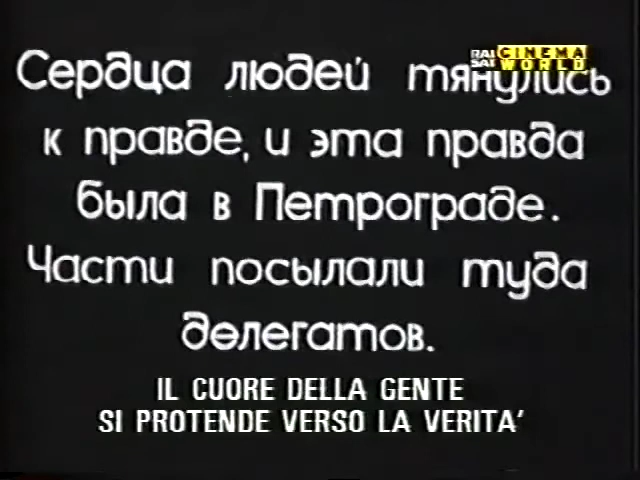 RAI CINEMA
SAT WORLD
Сердца людей тянулись
к правде, и эта правда
была в Петрограде.
Части посылали туда
делегатов.
IL CUORE DELLA GENTE
SI PROTENDE VERSO LA VERITA'